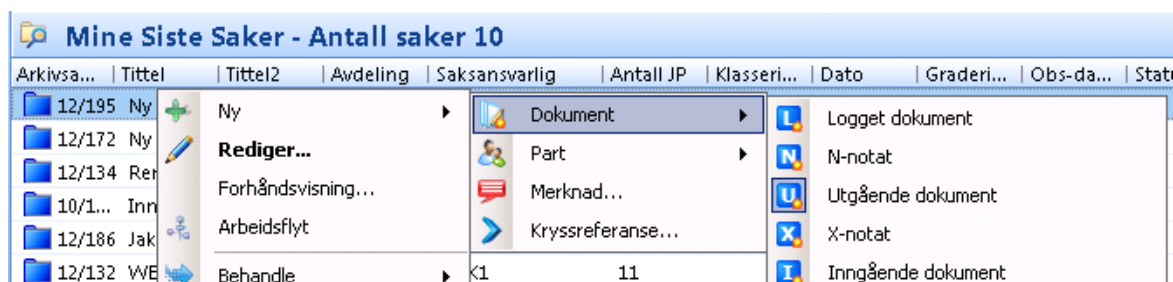 Mine Siste Saker - Antall saker 10
Arkivsa... Tittel Tittel2 Avdeling Saksansvarlig Antall JP Klasseri... Dato Graderi... Obs-da... Stat
12/195 Ny Ny Dokument L Logget dokument
12/172 Ny Rediger... Part N N-notat
12/134 Rer Forhåndsvisning... Merknad... U Utgående dokument
10/1... Inn Arbeidsflyt Kryssreferanse... X X-notat
12/186 Jak
12/132 WE Behandle K1 11 I Inngående dokument